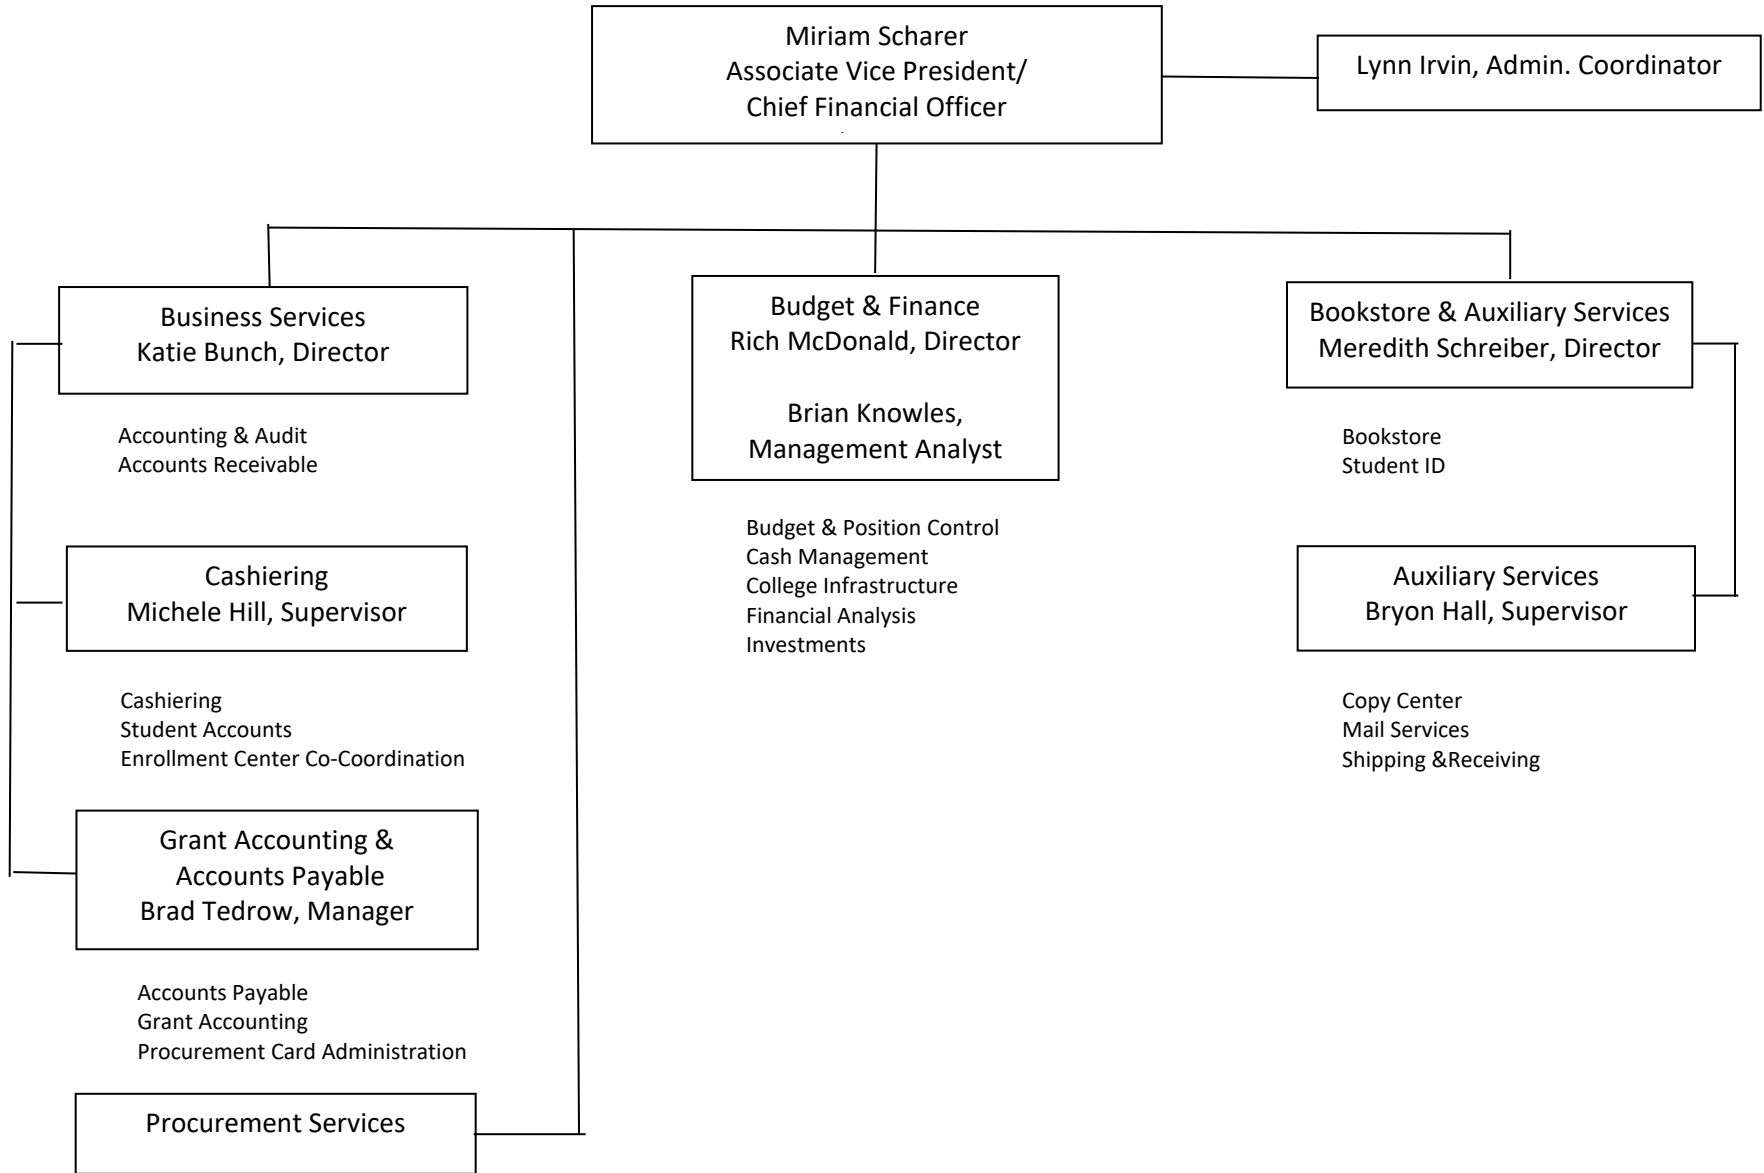 Miriam Scharer
Associate Vice President/
Chief Financial Officer
Lynn Irvin, Admin. Coordinator
Business Services
Katie Bunch, Director
Accounting & Audit
Accounts Receivable
Cashiering
Michele Hill, Supervisor
Cashiering
Student Accounts
Enrollment Center Co-Coordination
Grant Accounting &
Accounts Payable
Brad Tedrow, Manager
Accounts Payable
Grant Accounting
Procurement Card Administration
Procurement Services
Budget & Finance
Rich McDonald, Director
Brian Knowles,
Management Analyst
Budget & Position Control
Cash Management
College Infrastructure
Financial Analysis
Investments
Bookstore & Auxiliary Services
Meredith Schreiber, Director
Bookstore
Student ID
Auxiliary Services
Bryon Hall, Supervisor
Copy Center
Mail Services
Shipping &Receiving